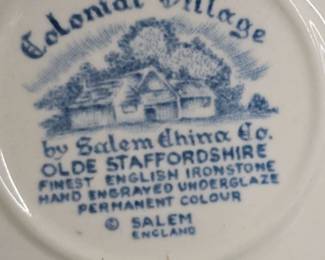 Colonial Village
by Salem China Co.
OLDE STAFFORDSHIRE
FINEST ENGLISH IRONSTONE
HAND ENGRAVED UNDERGLAZE
PERMANENT COLOUR
© SALEM
ENGLAND